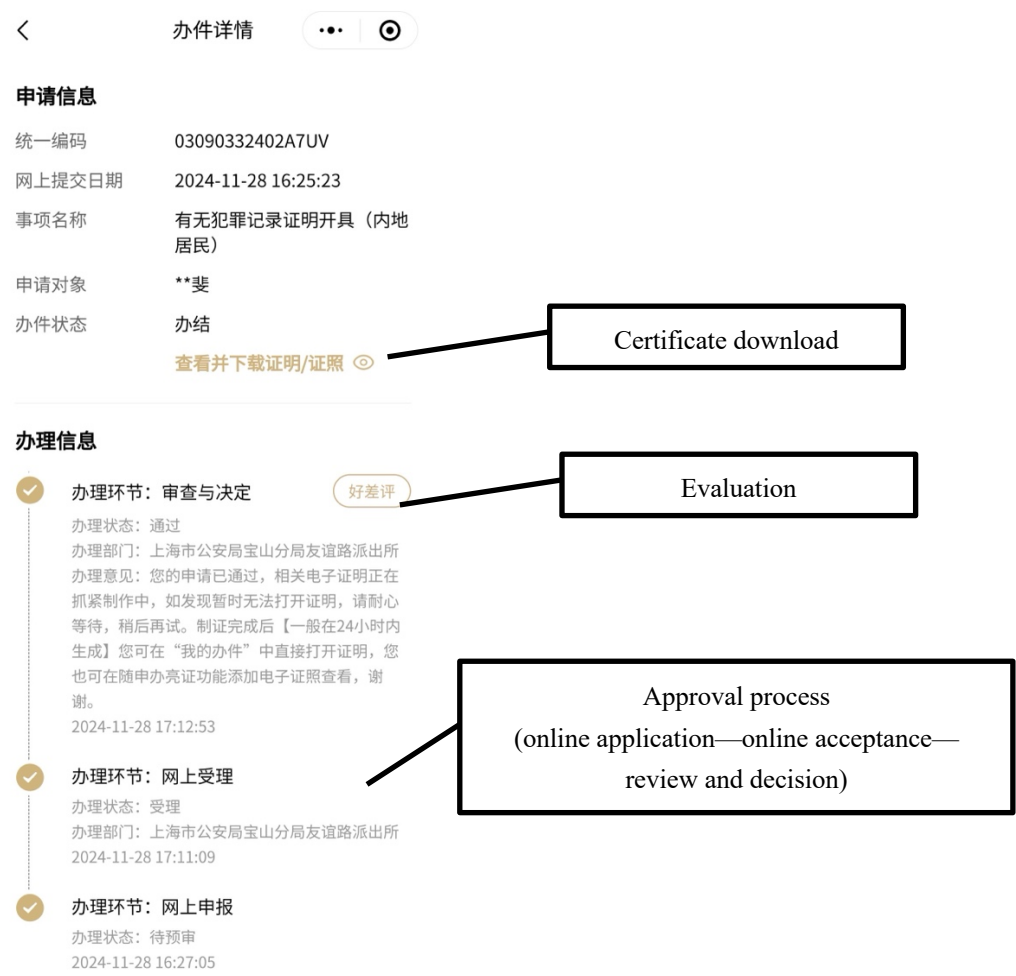 办件详情
申请信息
统一编码 03090332402A7UV
网上提交日期 2024-11-28 16:25:23
事项名称 有无犯罪记录证明开具（内地
居民）
申请对象 **斐
办件状态 办结
查看并下载证明/证照
Certificate download
办理信息
办理环节：审查与决定 好差评
Evaluation
办理状态：通过
办理部门：上海市公安局宝山分局友谊路派出所
办理意见：您的申请已通过，相关电子证明正在
抓紧制作中，如发现暂时无法打开证明，请耐心
等待，稍后再试。制证完成后【一般在24小时内
生成】您可在“我的办件”中直接打开证明，您
也可在随申办亮证功能添加电子证照查看，谢
谢。
2024-11-28 17:12:53
Approval process
(online application—online acceptance—
review and decision)
办理环节：网上受理
办理状态：受理
办理部门：上海市公安局宝山分局友谊路派出所
2024-11-28 17:11:09
办理环节：网上申报
办理状态：待预审
2024-11-28 16:27:05